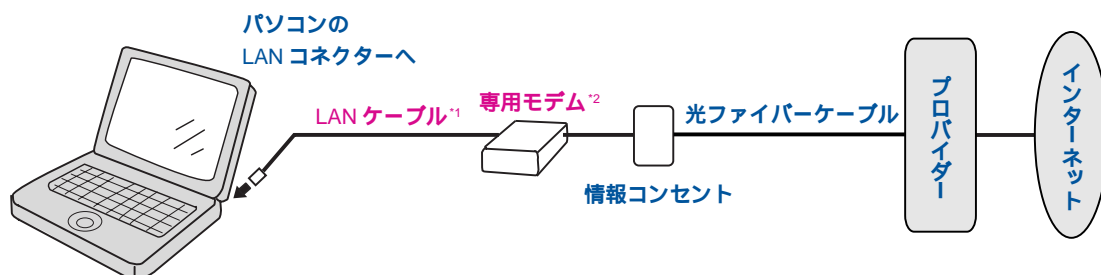 パソコンの
LAN コネクターへ
LAN ケーブル*1
専用モデム*2
情報コンセント
光ファイバーケーブル
プロバイダー
インターネット